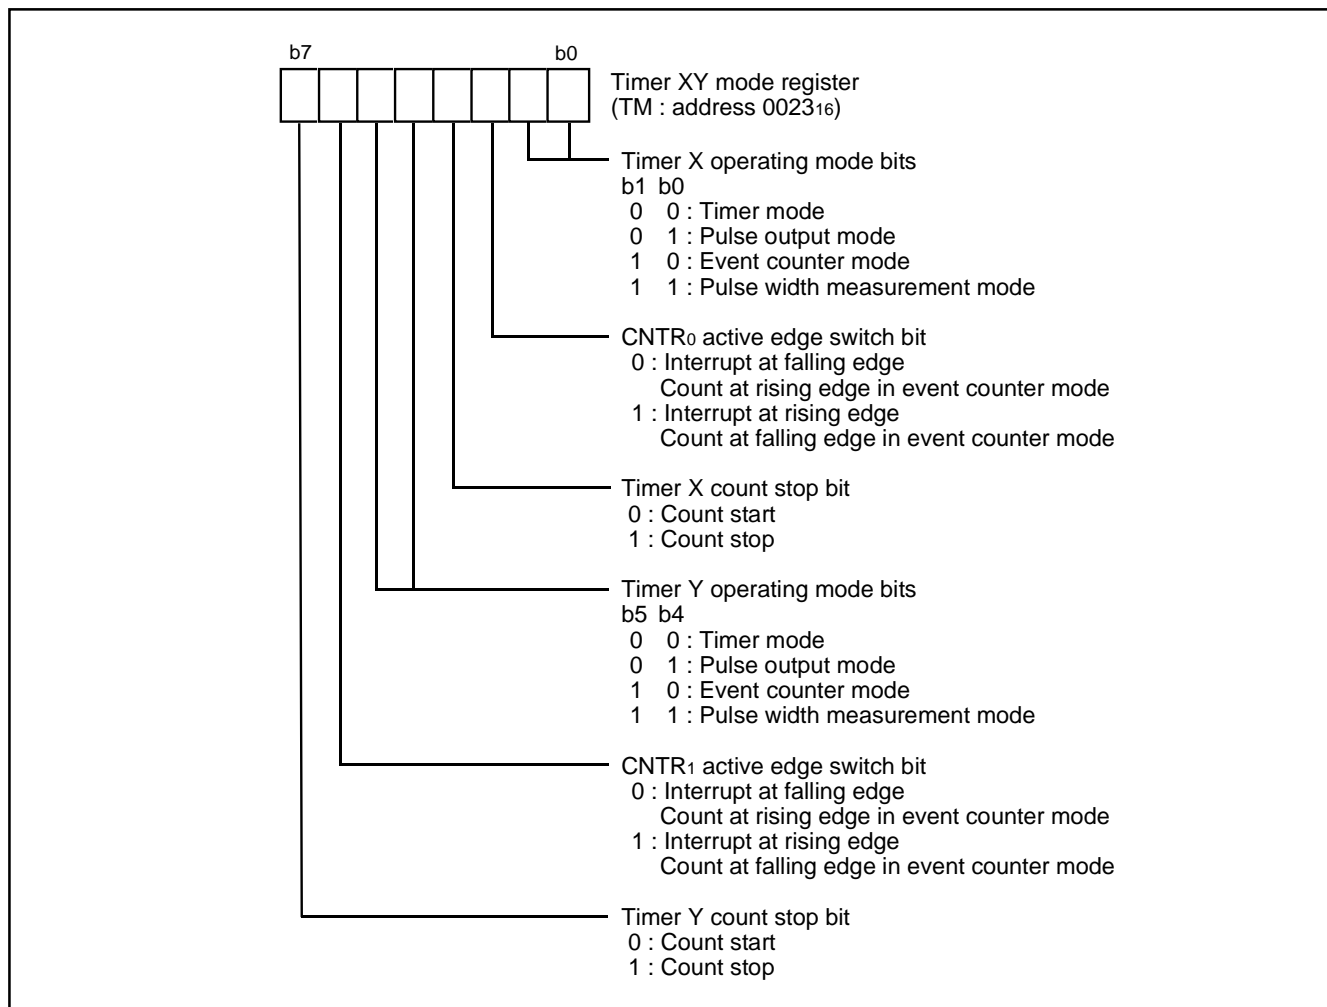 b7 b0
Timer XY mode register
(TM : address 002316)
Timer X operating mode bits
b1 b0
0 0 : Timer mode
0 1 : Pulse output mode
1 0 : Event counter mode
1 1 : Pulse width measurement mode
CNTR0 active edge switch bit
0 : Interrupt at falling edge
Count at rising edge in event counter mode
1 : Interrupt at rising edge
Count at falling edge in event counter mode
Timer X count stop bit
0 : Count start
1 : Count stop
Timer Y operating mode bits
b5 b4
0 0 : Timer mode
0 1 : Pulse output mode
1 0 : Event counter mode
1 1 : Pulse width measurement mode
CNTR1 active edge switch bit
0 : Interrupt at falling edge
Count at rising edge in event counter mode
1 : Interrupt at rising edge
Count at falling edge in event counter mode
Timer Y count stop bit
0 : Count start
1 : Count stop